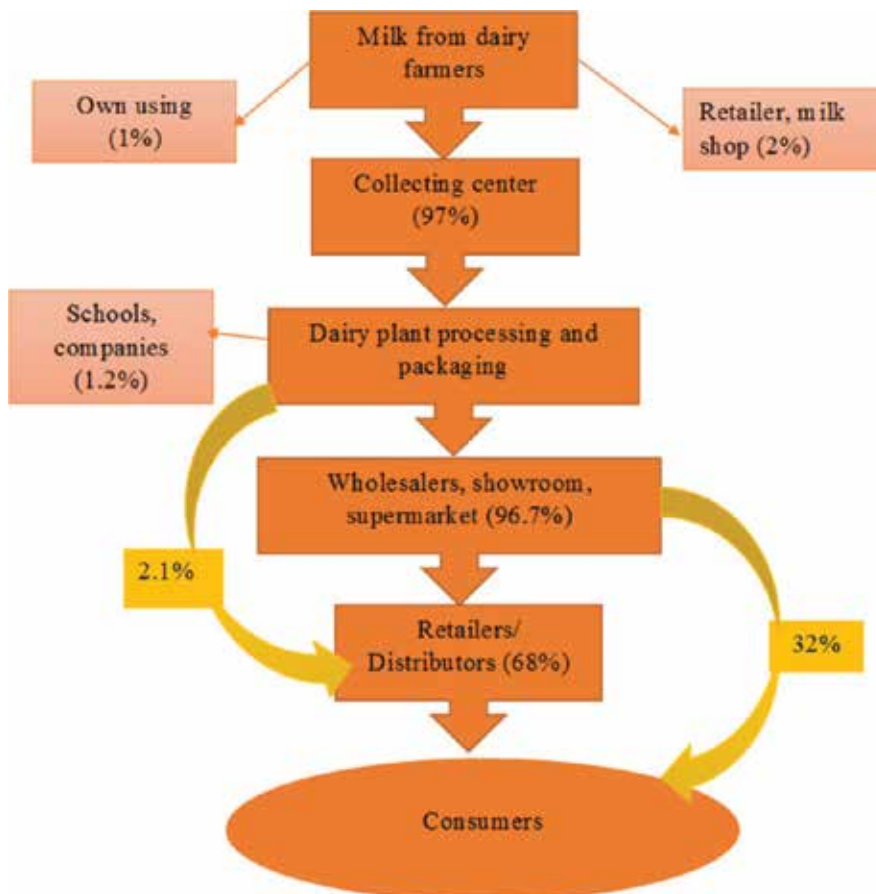 Milk from dairy
farmers
Own using
(1%)
Retailer, milk
shop (2%)
Collecting center
(97%)
Schools,
companies
(1.2%)
Dairy plant processing and
packaging
Wholesalers, showroom,
supermarket (96.7%)
2.1%
Retailers/
Distributors (68%)
32%
Consumers